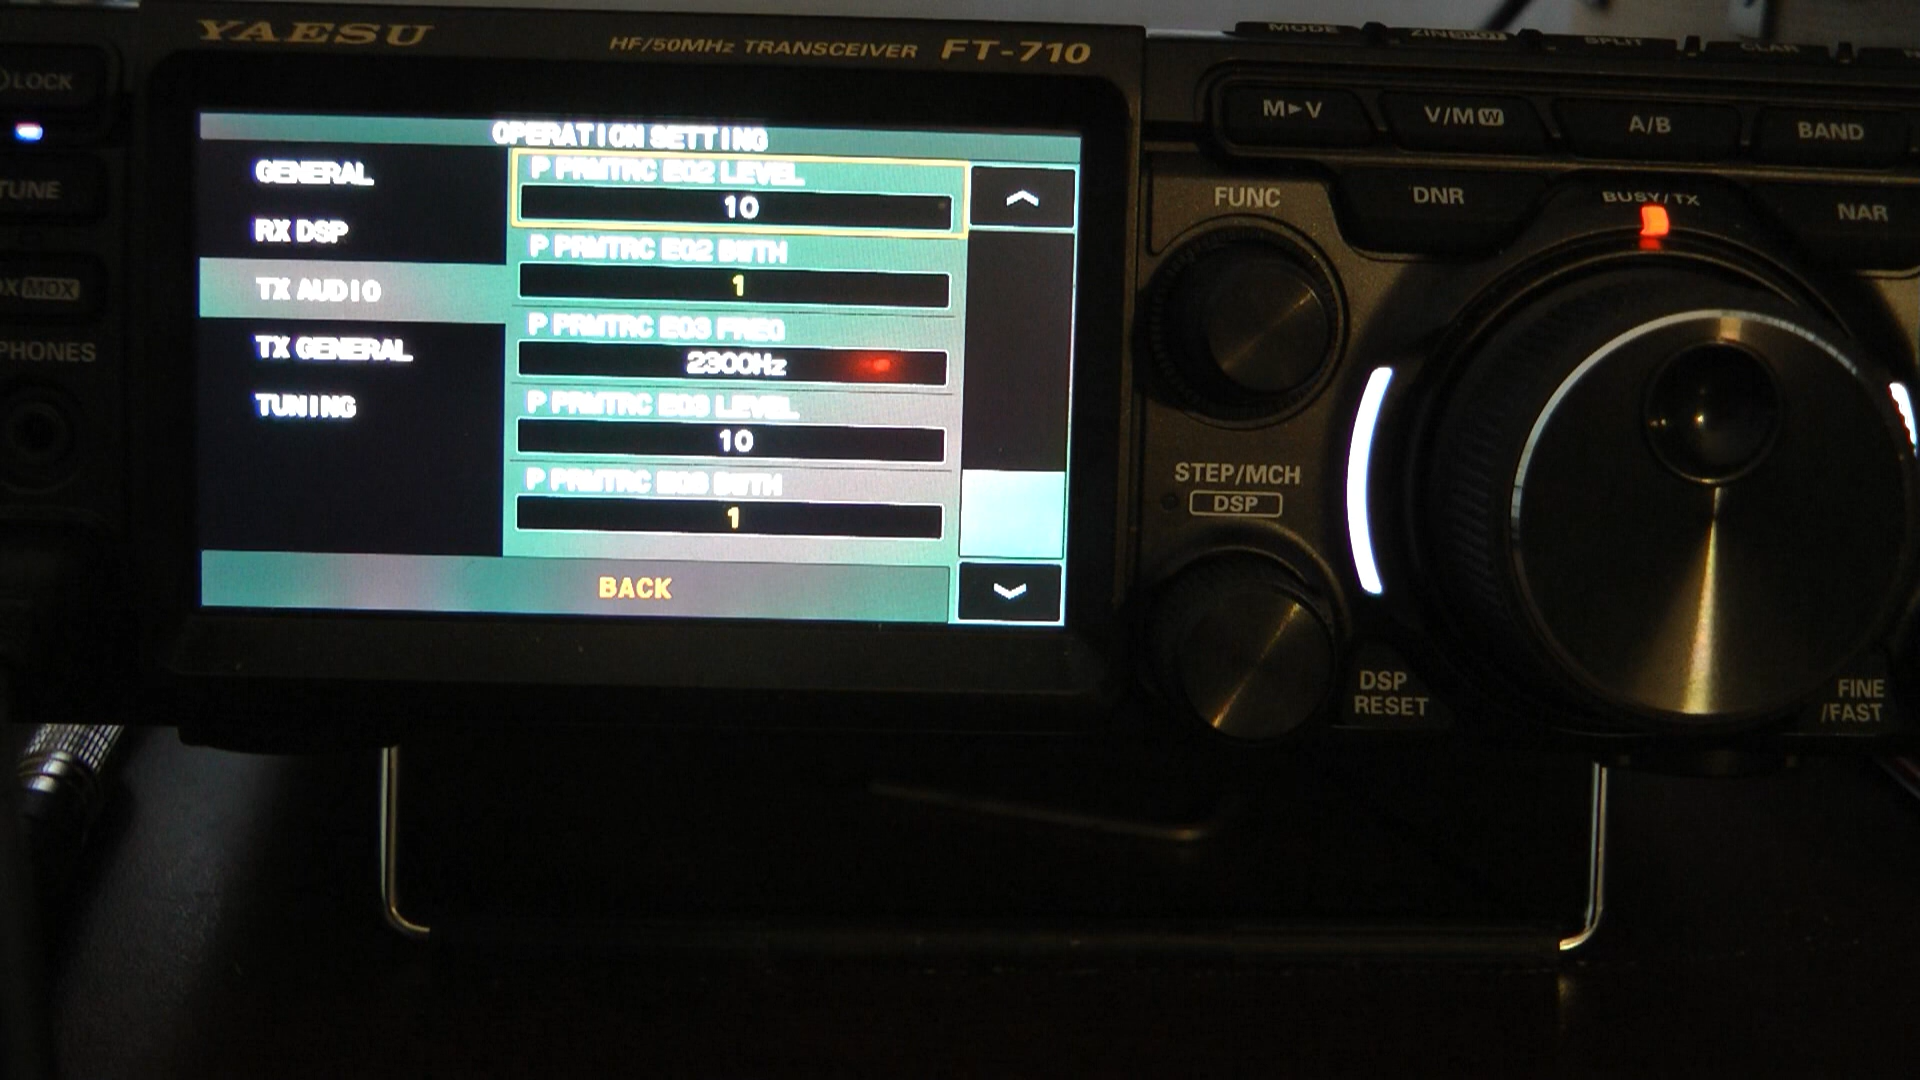 YAESU
HF/50MHz TRANSCEIVER FT-710
MODE
SPLIT
CLAR
LOCK
M►V
V/M W
A/B
BAND
OPERATION SETTING
GENERAL
RX DSP
TX AUDIO
TX GENERAL
TUNING
P PRMTRC EQ2 LEVEL
10
P PRMTRC EQ2 BWTH
1
P PRMTRC EQ3 FREQ
2300Hz
P PRMTRC EQ3 LEVEL
10
P PRMTRC EQ3 BWTH
1
BACK
TUNE
MOX
PHONES
FUNC
DNR
BUSY/TX
NAR
STEP/MCH
DSP
DSP
RESET
FINE
/FAST